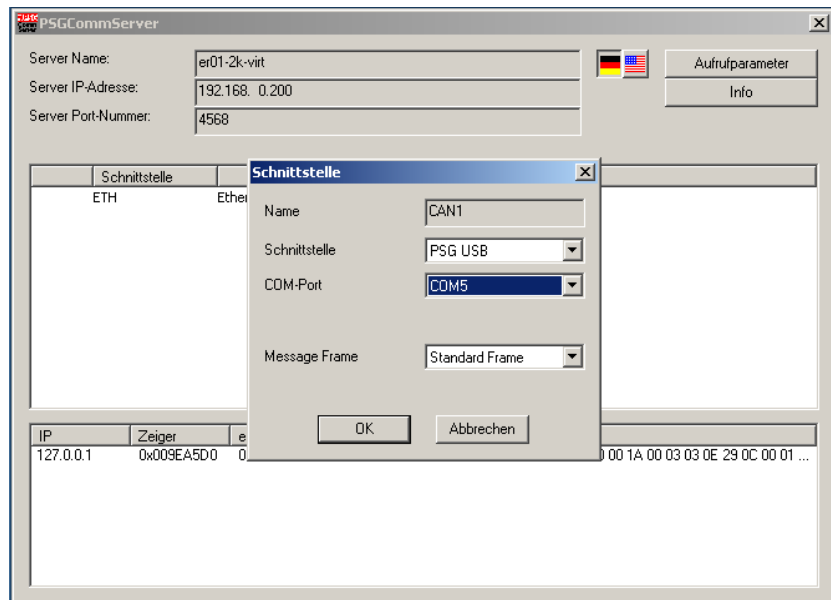 PSGCommServer
Server Name: er01-2k-virt
Aufrufparameter
Server IP-Adresse: 192.168. 0.200
Info
Server Port-Nummer: 4568
Schnittstelle
ETH
Schnittstelle
Name CAN1
Schnittstelle PSG USB
COM-Port COM5
Message Frame Standard Frame
OK Abbrechen
IP Zeiger
127.0.0.1 0x009EA5D0 00 1A 00 03 03 0E 29 0C 00 01 ...